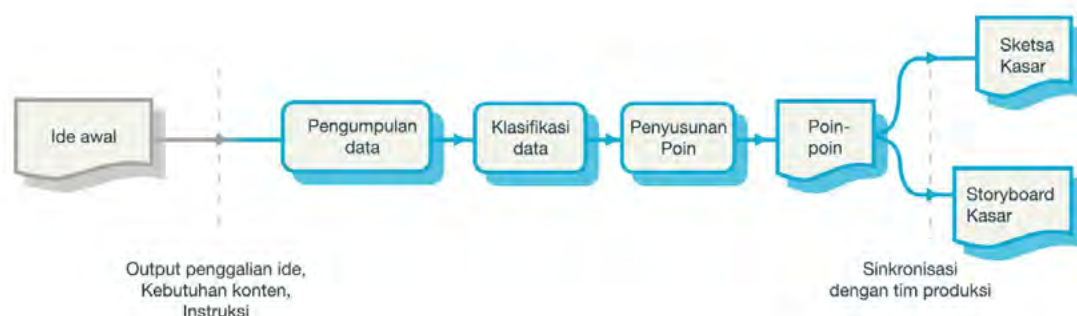 Ide awal
Pengumpulan
data
Klasifikasi
data
Penyusunan
Poin
Poin-
poin
Sketsa
Kasar
Storyboard
Kasar
Output penggalian ide,
Kebutuhan konten,
Instruksi
Sinkronisasi
dengan tim produksi